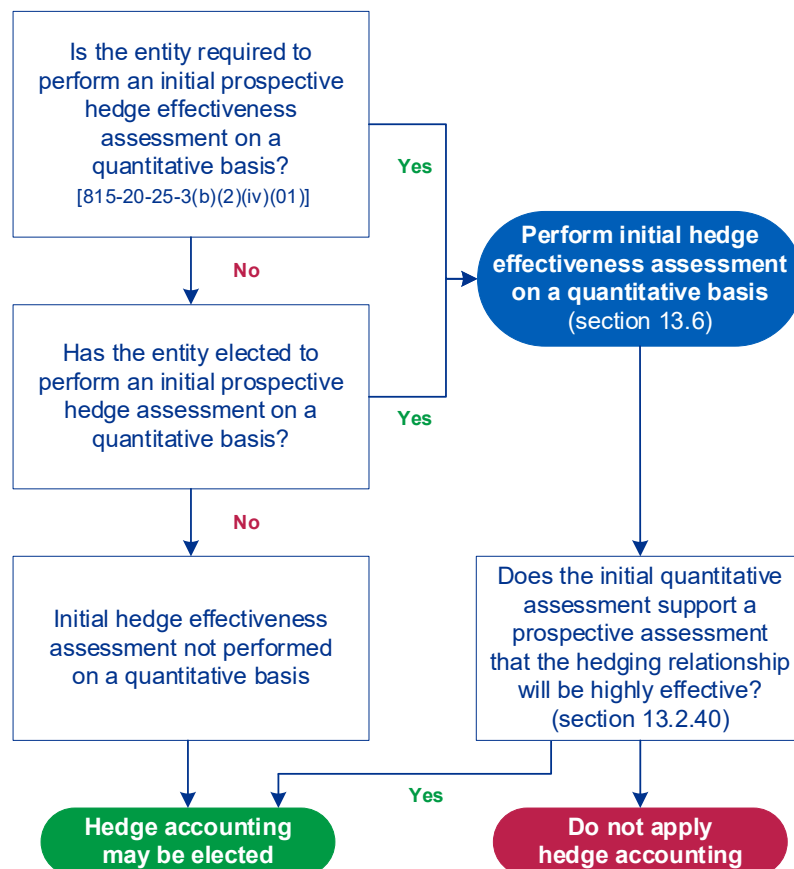 Is the entity required to
perform an initial prospective
hedge effectiveness
assessment on a
quantitative basis?
[815-20-25-3(b)(2)(iv)(01)]
Yes
No
Perform initial hedge
effectiveness assessment
on a quantitative basis
(section 13.6)
Has the entity elected to
perform an initial prospective
hedge assessment on a
quantitative basis?
Yes
No
Initial hedge effectiveness
assessment not performed
on a quantitative basis
Does the initial quantitative
assessment support a
prospective assessment
that the hedging relationship
will be highly effective?
(section 13.2.40)
Yes
Hedge accounting
may be elected
Do not apply
hedge accounting